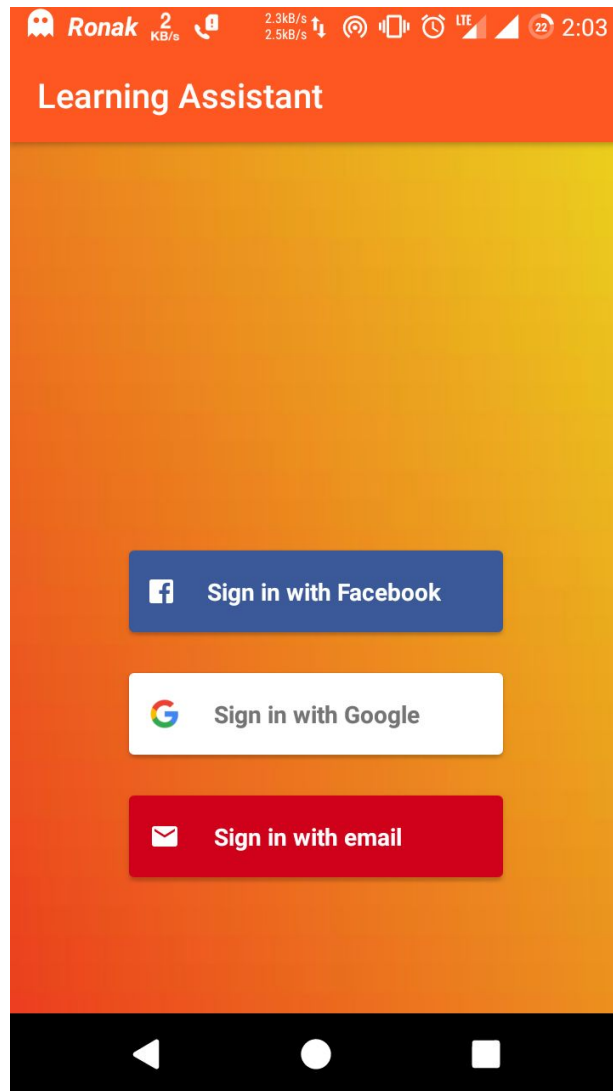 Ronak 2 KB/s 2.3kB/s 2.5kB/s LTE 22 2:03
Learning Assistant
Sign in with Facebook
Sign in with Google
Sign in with email